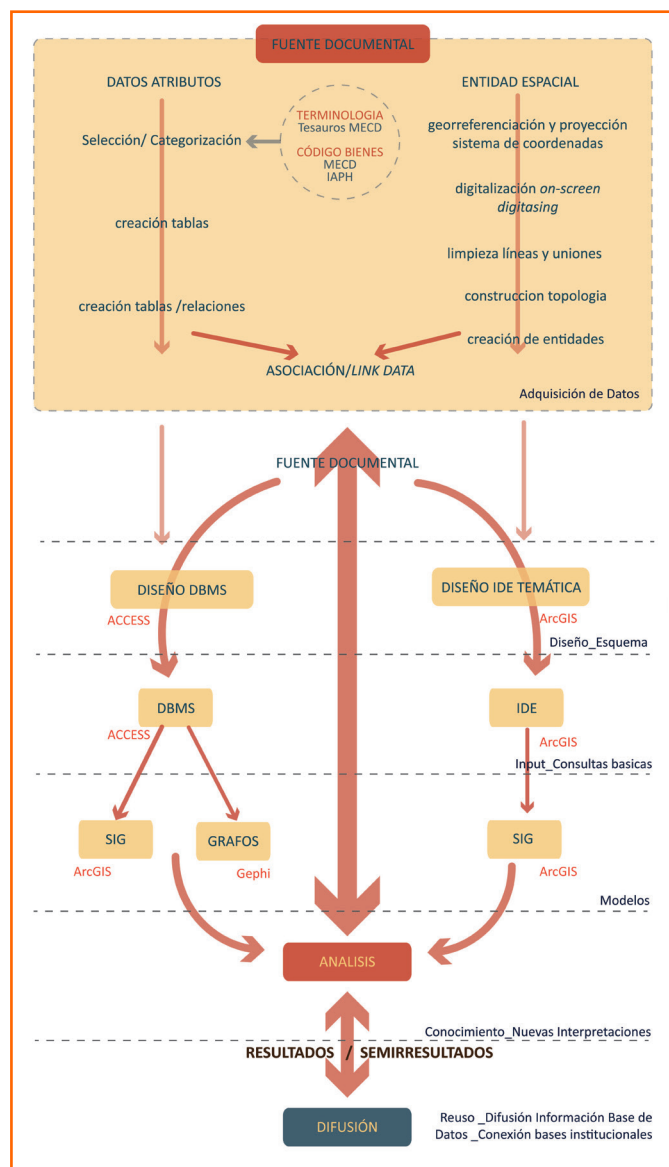 FUENTE DOCUMENTAL
DATOS ATRIBUTOS
ENTIDAD ESPACIAL
TERMINOLOGIA
Tesauros MECD
CÓDIGO BIENES
MECD
IAPH
Selección/ Categorización
georreferenciación y proyección
sistema de coordenadas
digitalización on-screen
digitasing
creación tablas
limpieza líneas y uniones
creación tablas /relaciones
construccion topologia
creación de entidades
ASOCIACIÓN/LINK DATA
Adquisición de Datos
FUENTE DOCUMENTAL
DISEÑO DBMS
DISEÑO IDE TEMÁTICA
ACCESS
ArcGIS
Diseño_Esquema
DBMS
IDE
ACCESS
ArcGIS
Input_Consultas basicas
SIG
GRAFOS
SIG
ArcGIS
Gephi
ArcGIS
Modelos
ANALISIS
Conocimiento_Nuevas Interpretaciones
RESULTADOS / SEMIRRESULTADOS
DIFUSIÓN
Reuso _Difusión Información Base de
Datos _Conexión bases institucionales